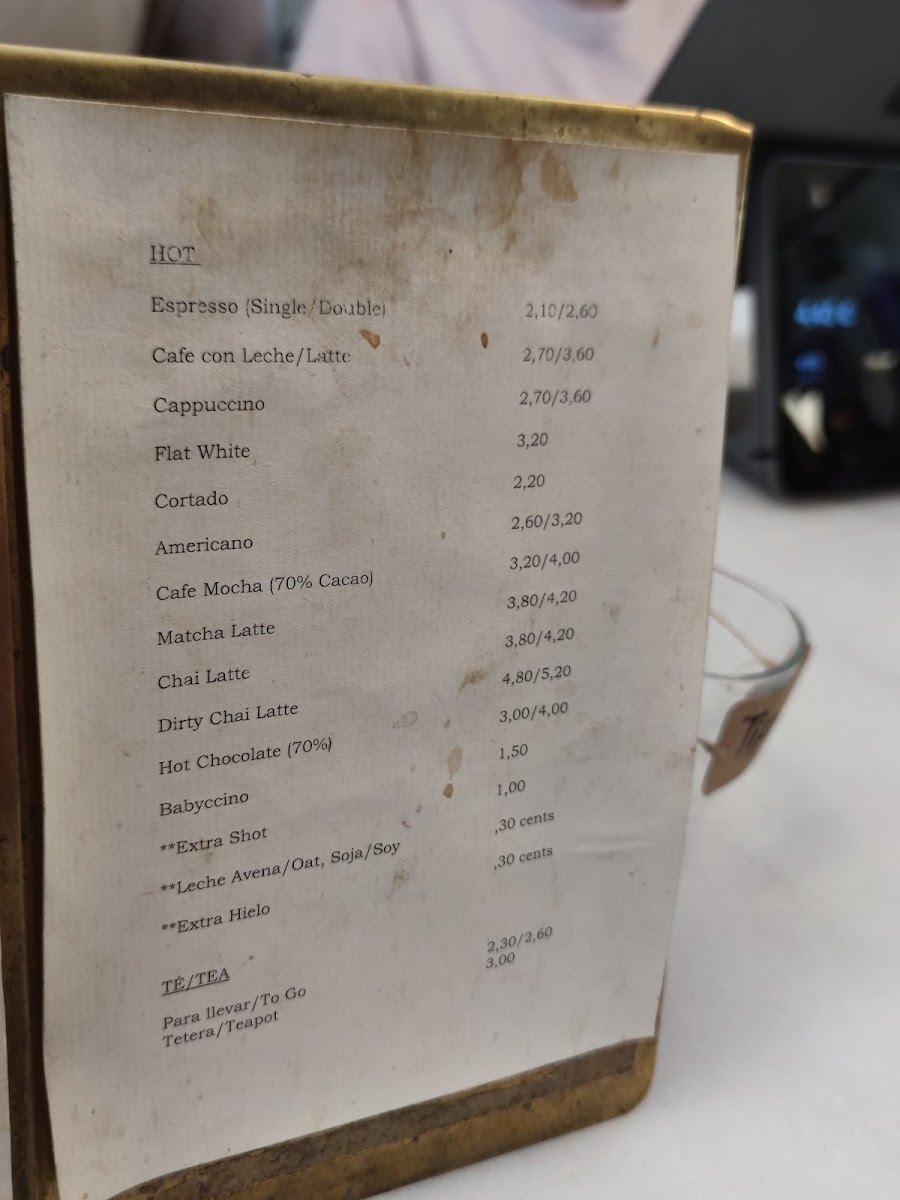 HOT
Espresso (Single/Double) 2,10/2,60
Cafe con Leche/Latte 2,70/3,60
Cappuccino 2,70/3,60
Flat White 3,20
Cortado 2,20
Americano 2,60/3,20
Cafe Mocha (70% Cacao) 3,20/4,00
Matcha Latte 3,80/4,20
Chai Latte 3,80/4,20
Dirty Chai Latte 4,80/5,20
Hot Chocolate (70%) 3,00/4,00
Babyccino 1,50
**Extra Shot 1,00
**Leche Avena/Oat, Soja/Soy ,30 cents
**Extra Hielo ,30 cents
TÉ/TEA
Para llevar/To Go 2,30/2,60
Tetera/Teapot 3,00